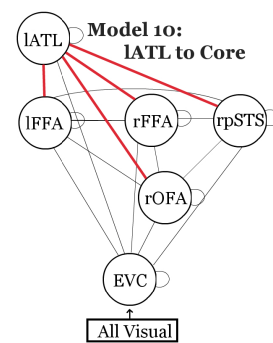 Model 10:
lATL to Core
lATL
lFFA
rFFA
rpSTS
rOFA
EVC
All Visual